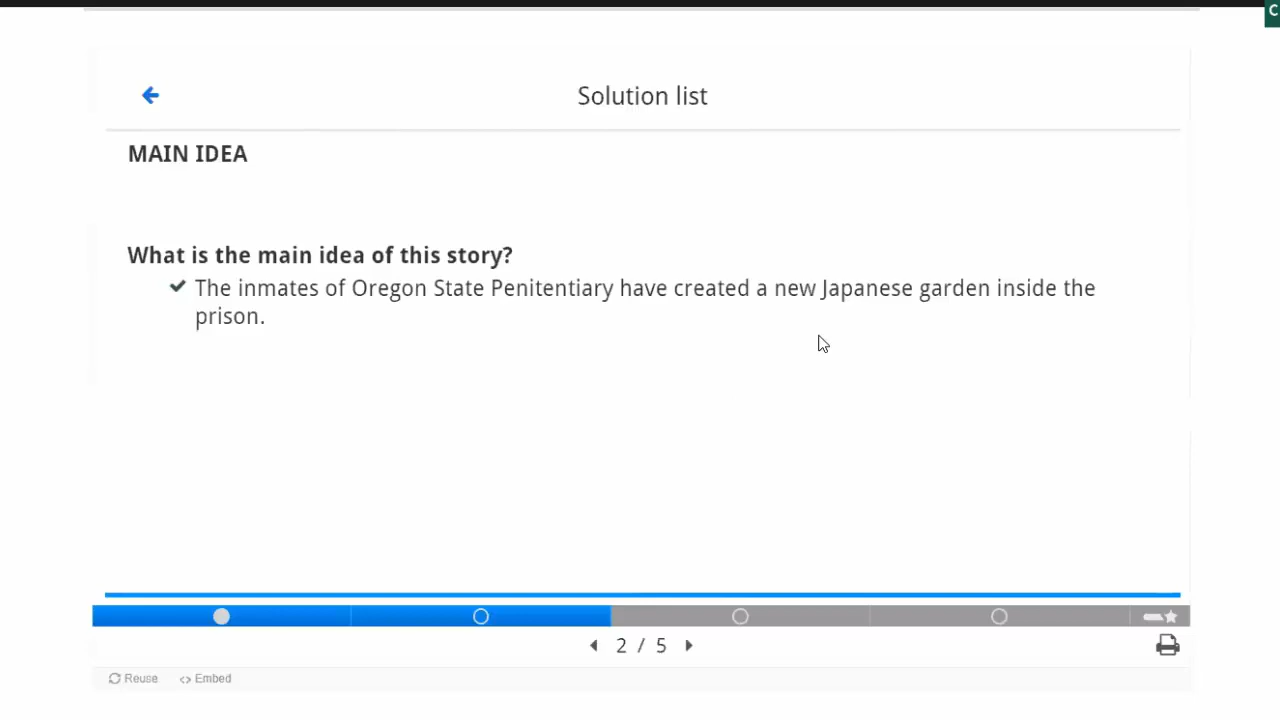 C
Solution list
MAIN IDEA
What is the main idea of this story?
The inmates of Oregon State Penitentiary have created a new Japanese garden inside the
prison.
2 / 5
Reuse
Embed